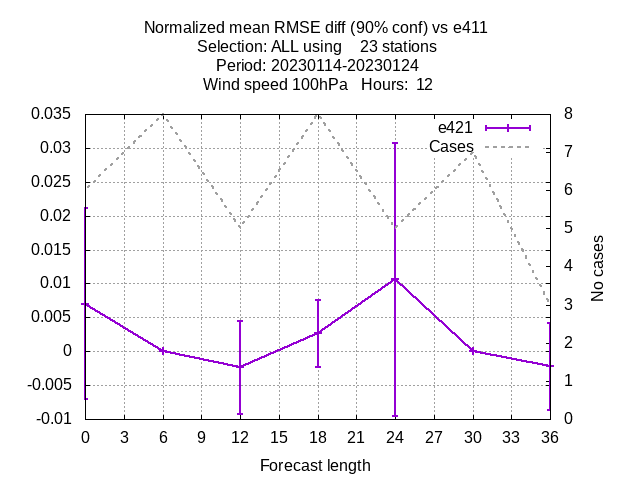 Normalized mean RMSE diff (90% conf) vs e411
Selection: ALL using    23 stations
Period: 20230114-20230124
Wind speed 100hPa   Hours:  12
0.035
0.03
0.025
0.02
0.015
0.01
0.005
0
-0.005
-0.01
e421
Cases
8
7
6
5
4
3
2
1
0
No cases
0 3 6 9 12 15 18 21 24 27 30 33 36
Forecast length